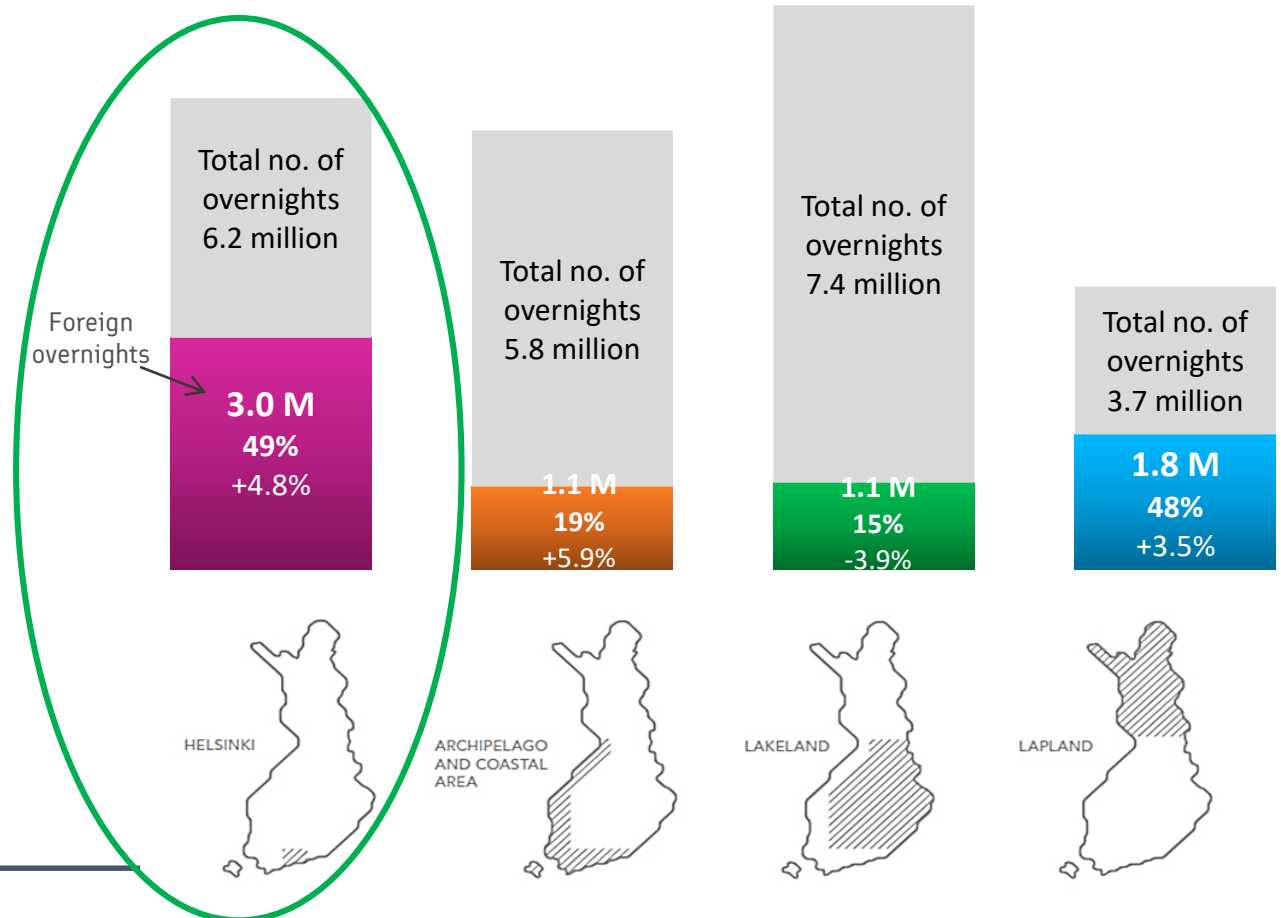 Total no. of
overnights
6.2 million
Foreign
overnights
3.0 M
49%
+4.8%
Total no. of
overnights
5.8 million
1.1 M
19%
+5.9%
Total no. of
overnights
7.4 million
1.1 M
15%
-3.9%
Total no. of
overnights
3.7 million
1.8 M
48%
+3.5%
HELSINKI
ARCHIPELAGO
AND COASTAL
AREA
LAKELAND
LAPLAND